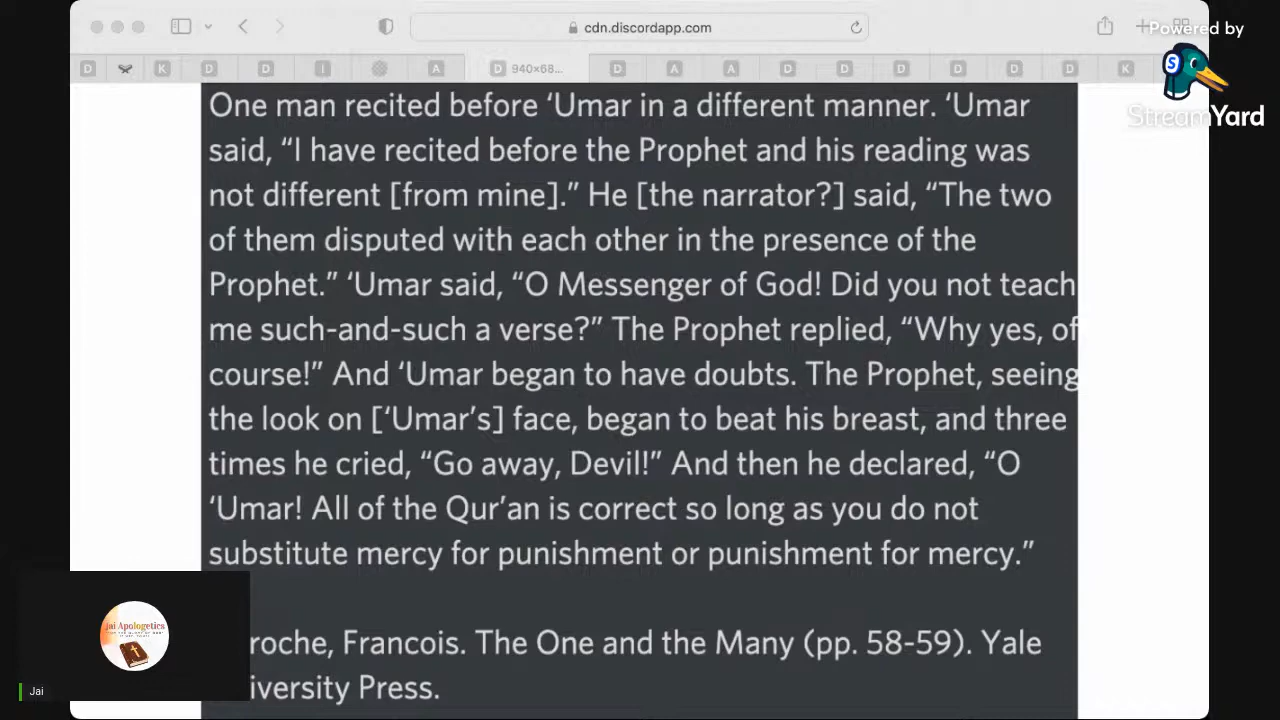 Powered by
StreamYard
cdn.discordapp.com
D K D D I A D 940×68... D A A D D D D D D K
One man recited before ‘Umar in a different manner. ‘Umar
said, “I have recited before the Prophet and his reading was
not different [from mine].” He [the narrator?] said, “The two
of them disputed with each other in the presence of the
Prophet.” ‘Umar said, “O Messenger of God! Did you not teach
me such-and-such a verse?” The Prophet replied, “Why yes, of
course!” And ‘Umar began to have doubts. The Prophet, seeing
the look on [‘Umar’s] face, began to beat his breast, and three
times he cried, “Go away, Devil!” And then he declared, “O
‘Umar! All of the Qur’an is correct so long as you do not
substitute mercy for punishment or punishment for mercy.”
roche, Francois. The One and the Many (pp. 58-59). Yale
iversity Press.
Jai Apologetics
Jai